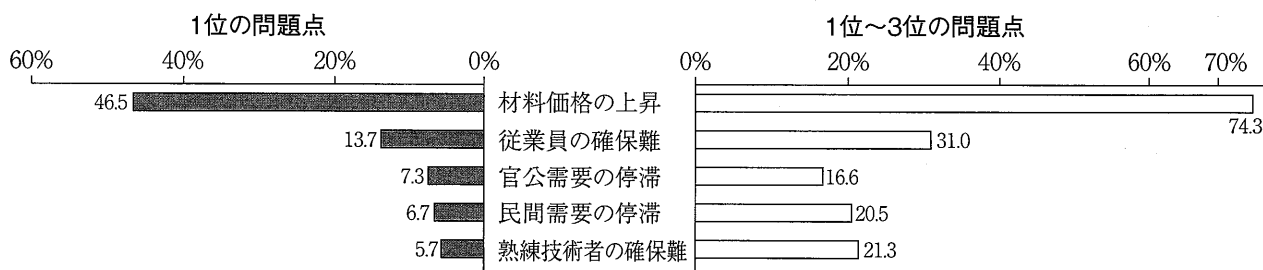 1位の問題点 1位～3位の問題点
60% 40% 20% 0% 0% 20% 40% 60% 70%
46.5 材料価格の上昇 74.3
13.7 従業員の確保難 31.0
7.3 官公需要の停滞 16.6
6.7 民間需要の停滞 20.5
5.7 熟練技術者の確保難 21.3